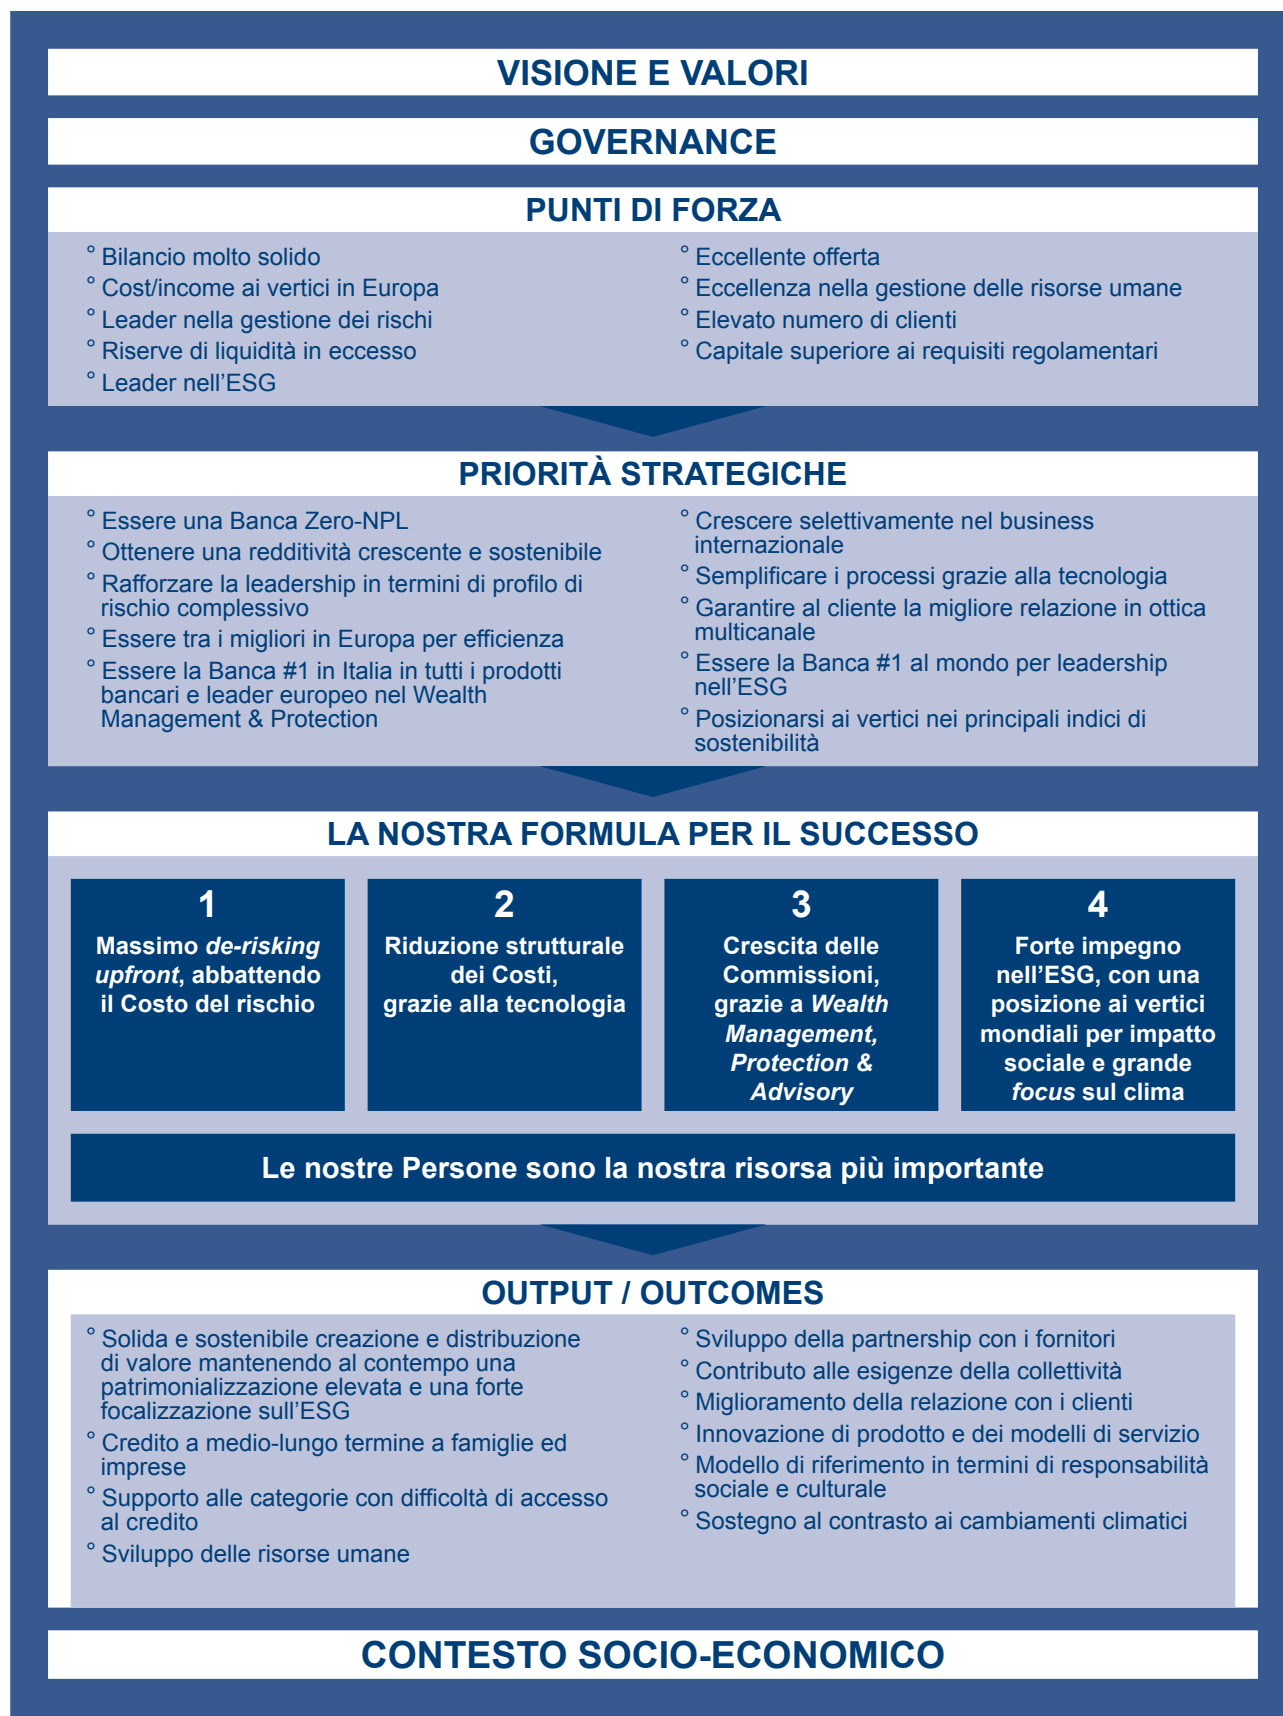 VISIONE E VALORI
GOVERNANCE
PUNTI DI FORZA
° Bilancio molto solido
° Cost/income ai vertici in Europa
° Leader nella gestione dei rischi
° Riserve di liquidità in eccesso
° Leader nell'ESG
° Eccellente offerta
° Eccellenza nella gestione delle risorse umane
° Elevato numero di clienti
° Capitale superiore ai requisiti regolamentari
PRIORITÀ STRATEGICHE
° Essere una Banca Zero-NPL
° Ottenere una redditività crescente e sostenibile
° Rafforzare la leadership in termini di profilo di
rischio complessivo
° Essere tra i migliori in Europa per efficienza
° Essere la Banca #1 in Italia in tutti i prodotti
bancari e leader europeo nel Wealth
Management & Protection
° Crescere selettivamente nel business
internazionale
° Semplificare i processi grazie alla tecnologia
° Garantire al cliente la migliore relazione in ottica
multicanale
° Essere la Banca #1 al mondo per leadership
nell'ESG
° Posizionarsi ai vertici nei principali indici di
sostenibilità
LA NOSTRA FORMULA PER IL SUCCESSO
1
Massimo de-risking
upfront, abbattendo
il Costo del rischio
2
Riduzione strutturale
dei Costi,
grazie alla tecnologia
3
Crescita delle
Commissioni,
grazie a Wealth
Management,
Protection &
Advisory
4
Forte impegno
nell'ESG, con una
posizione ai vertici
mondiali per impatto
sociale e grande
focus sul clima
Le nostre Persone sono la nostra risorsa più importante
OUTPUT / OUTCOMES
° Solida e sostenibile creazione e distribuzione
di valore mantenendo al contempo una
patrimonializzazione elevata e una forte
focalizzazione sull'ESG
° Credito a medio-lungo termine a famiglie ed
imprese
° Supporto alle categorie con difficoltà di accesso
al credito
° Sviluppo delle risorse umane
° Sviluppo della partnership con i fornitori
° Contributo alle esigenze della collettività
° Miglioramento della relazione con i clienti
° Innovazione di prodotto e dei modelli di servizio
° Modello di riferimento in termini di responsabilità
sociale e culturale
° Sostegno al contrasto ai cambiamenti climatici
CONTESTO SOCIO-ECONOMICO